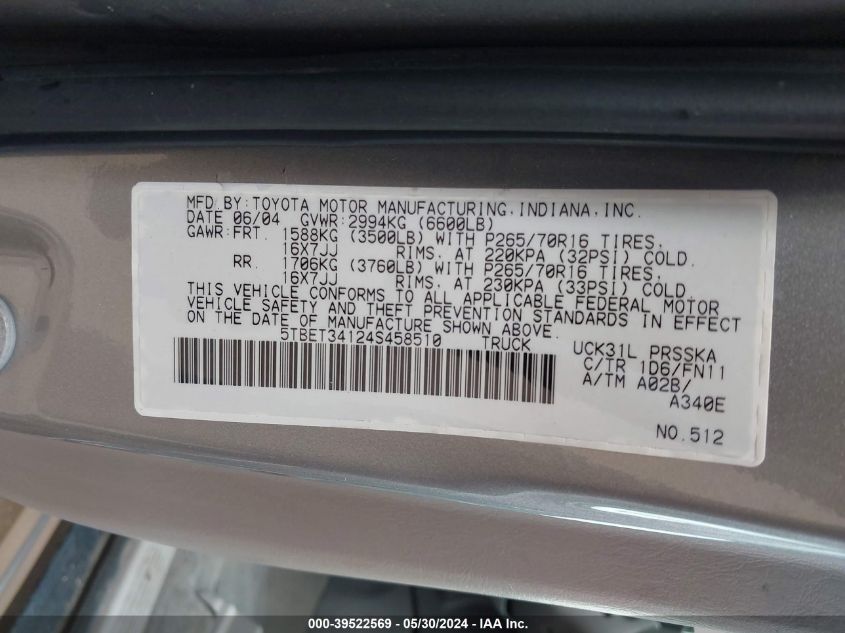 MFD.BY:TOYOTA MOTOR MANUFACTURING,INDIANA,INC.
DATE 06/04 GVWR:2994KG (6600LB)
GAWR:FRT. 1588KG (3500LB) WITH P265/70R16 TIRES,
16X7JJ RIMS, AT 220KPA (32PSI) COLD.
RR. 1706KG (3760LB) WITH P265/70R16 TIRES,
16X7JJ RIMS, AT 230KPA (33PSI) COLD.
THIS VEHICLE CONFORMS TO ALL APPLICABLE FEDERAL MOTOR
VEHICLE SAFETY AND THEFT PREVENTION STANDARDS IN EFFECT
ON THE DATE OF MANUFACTURE SHOWN ABOVE.
5TBET34124S458510 TRUCK
UCK31L PRSSKA
C/TR 1D6/FN11
A/TM A02B/
A340E
NO.512
000-39522569 - 05/30/2024 - IAA Inc.